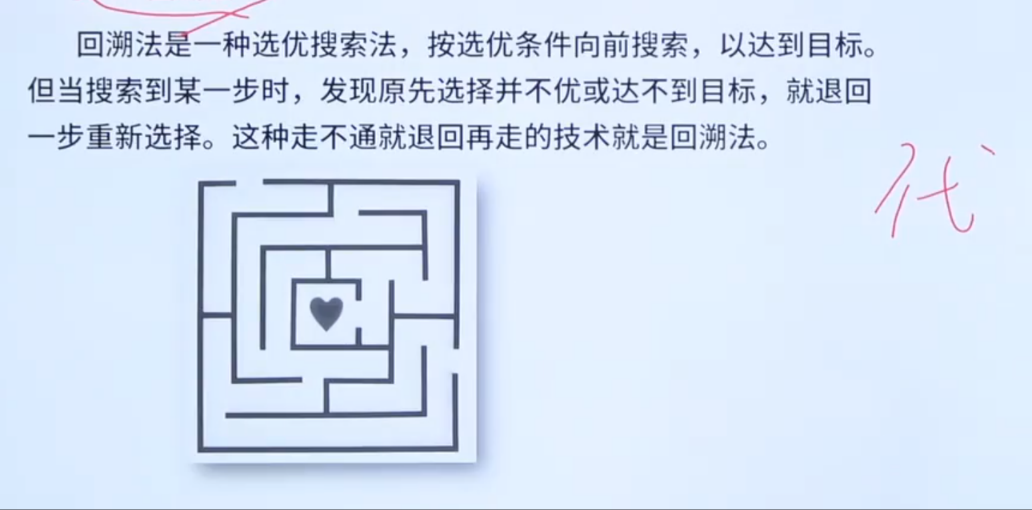 回溯法是一种选优搜索法，按选优条件向前搜索，以达到目标。
但当搜索到某一步时，发现原先选择并不优或达不到目标，就退回
一步重新选择。这种走不通就退回再走的技术就是回溯法。
代